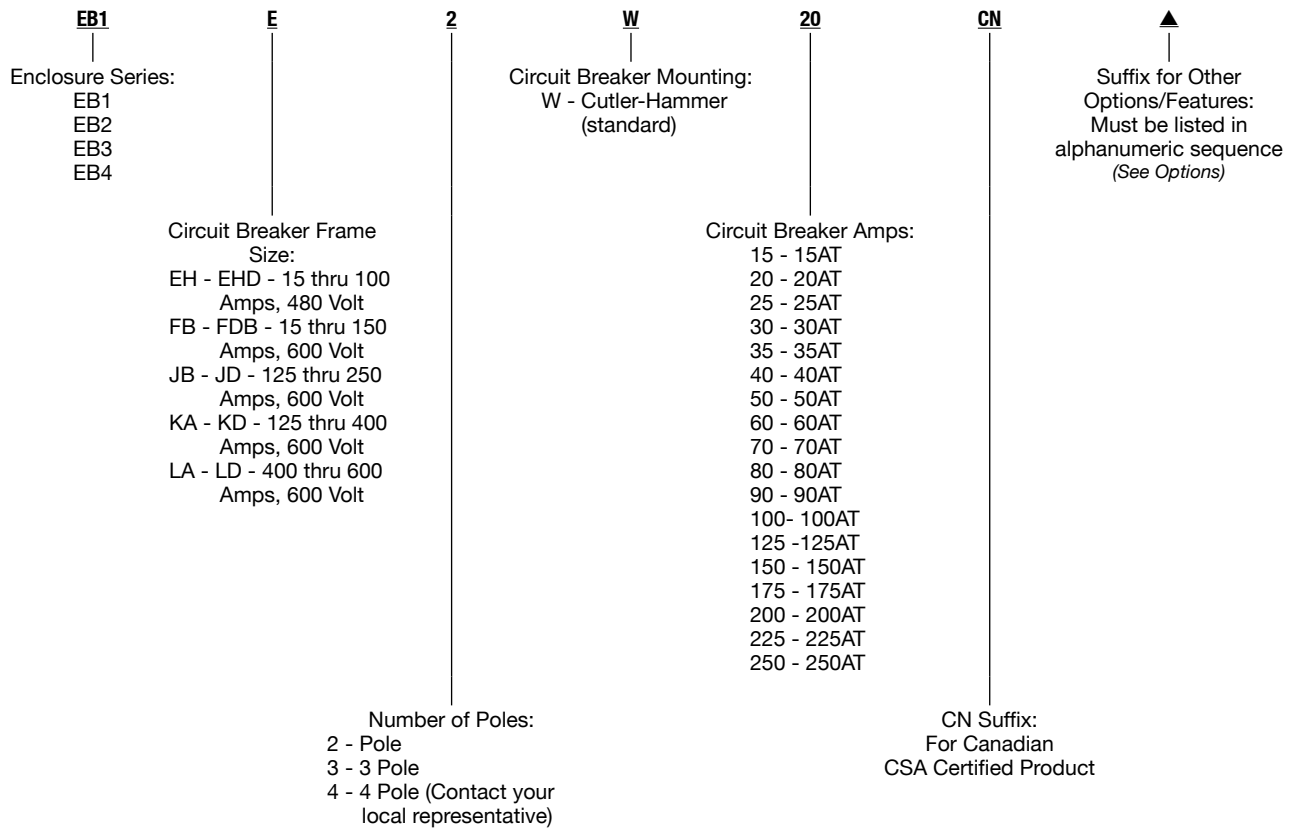 EB1 E 2 W 20 CN ▲
Enclosure Series:
EB1
EB2
EB3
EB4
Circuit Breaker Mounting:
W - Cutler-Hammer
(standard)
Suffix for Other
Options/Features:
Must be listed in
alphanumeric sequence
(See Options)
Circuit Breaker Frame
Size:
EH - EHD - 15 thru 100
Amps, 480 Volt
FB - FDB - 15 thru 150
Amps, 600 Volt
JB - JD - 125 thru 250
Amps, 600 Volt
KA - KD - 125 thru 400
Amps, 600 Volt
LA - LD - 400 thru 600
Amps, 600 Volt
Circuit Breaker Amps:
15 - 15AT
20 - 20AT
25 - 25AT
30 - 30AT
35 - 35AT
40 - 40AT
50 - 50AT
60 - 60AT
70 - 70AT
80 - 80AT
90 - 90AT
100- 100AT
125 -125AT
150 - 150AT
175 - 175AT
200 - 200AT
225 - 225AT
250 - 250AT
Number of Poles:
2 - Pole
3 - 3 Pole
4 - 4 Pole (Contact your
local representative)
CN Suffix:
For Canadian
CSA Certified Product